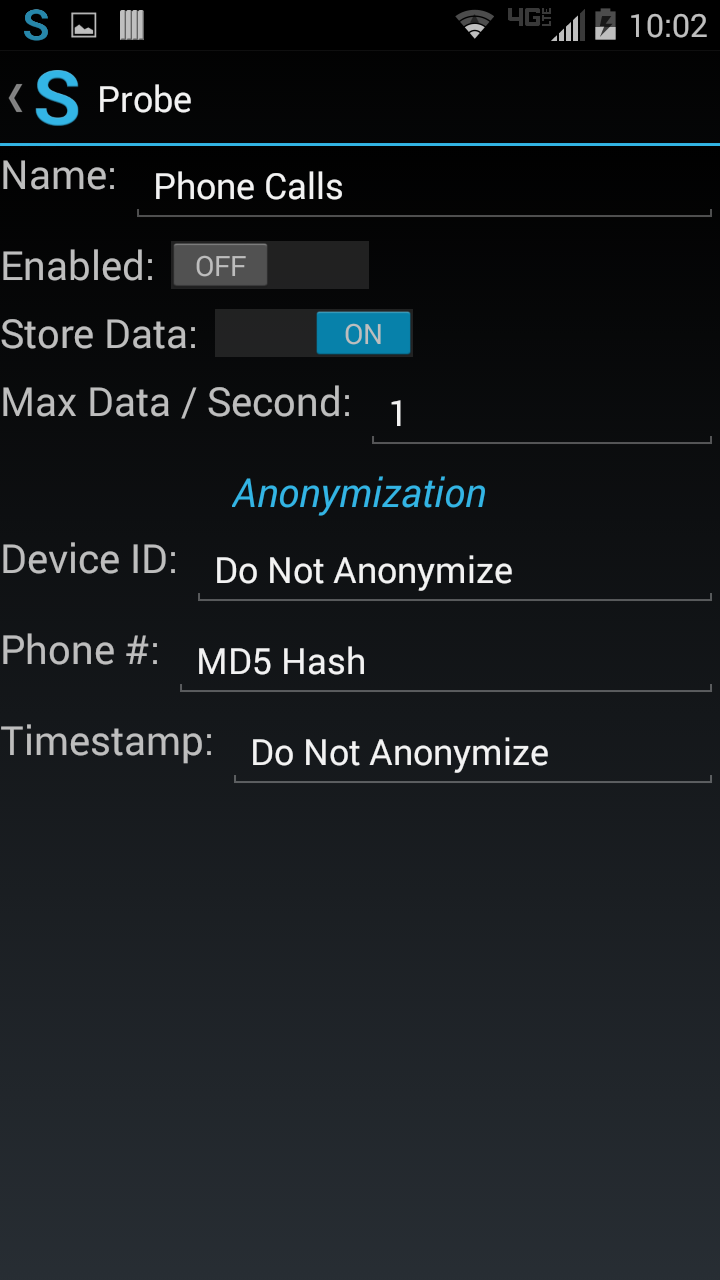 S 4G LTE 10:02
S Probe
Name: Phone Calls
Enabled: OFF
Store Data: ON
Max Data / Second: 1
Anonymization
Device ID: Do Not Anonymize
Phone #: MD5 Hash
Timestamp: Do Not Anonymize